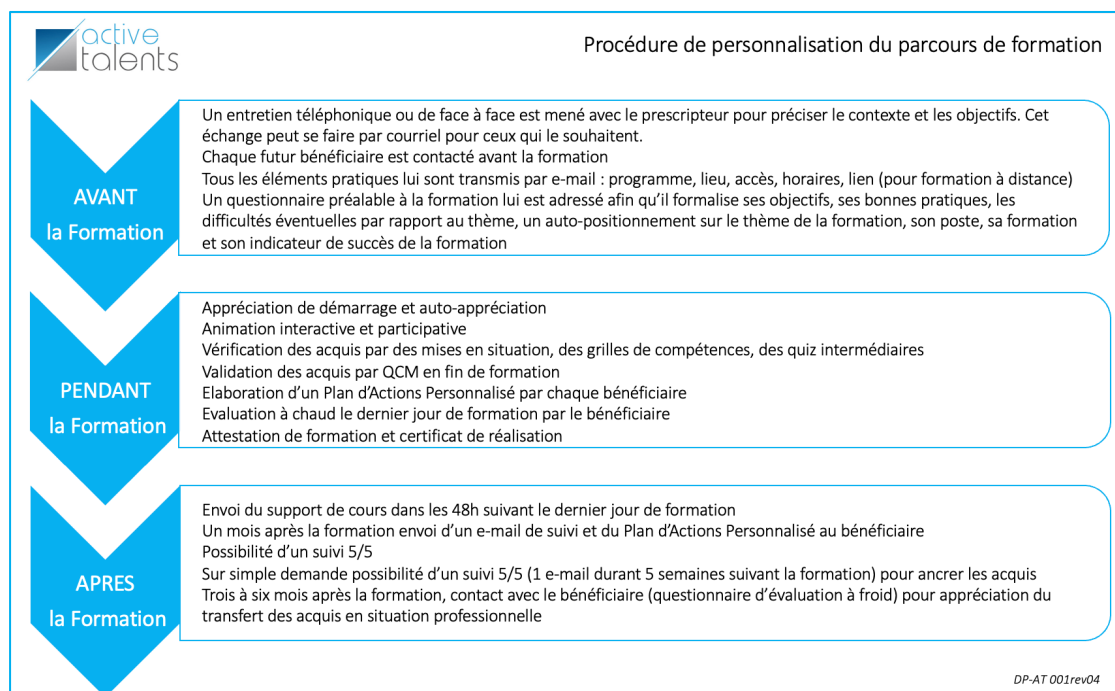 active
talents
Procédure de personnalisation du parcours de formation
AVANT
la Formation
Un entretien téléphonique ou de face à face est mené avec le prescripteur pour préciser le contexte et les objectifs. Cet
échange peut se faire par courriel pour ceux qui le souhaitent.
Chaque futur bénéficiaire est contacté avant la formation
Tous les éléments pratiques lui sont transmis par e-mail : programme, lieu, accès, horaires, lien (pour formation à distance)
Un questionnaire préalable à la formation lui est adressé afin qu'il formalise ses objectifs, ses bonnes pratiques, les
difficultés éventuelles par rapport au thème, un auto-positionnement sur le thème de la formation, son poste, sa formation
et son indicateur de succès de la formation
PENDANT
la Formation
Appréciation de démarrage et auto-appréciation
Animation interactive et participative
Vérification des acquis par des mises en situation, des grilles de compétences, des quiz intermédiaires
Validation des acquis par QCM en fin de formation
Elaboration d'un Plan d'Actions Personnalisé par chaque bénéficiaire
Evaluation à chaud le dernier jour de formation par le bénéficiaire
Attestation de formation et certificat de réalisation
APRES
la Formation
Envoi du support de cours dans les 48h suivant le dernier jour de formation
Un mois après la formation envoi d'un e-mail de suivi et du Plan d'Actions Personnalisé au bénéficiaire
Possibilité d'un suivi 5/5
Sur simple demande possibilité d'un suivi 5/5 (1 e-mail durant 5 semaines suivant la formation) pour ancrer les acquis
Trois à six mois après la formation, contact avec le bénéficiaire (questionnaire d'évaluation à froid) pour appréciation du
transfert des acquis en situation professionnelle
DP-AT 001rev04